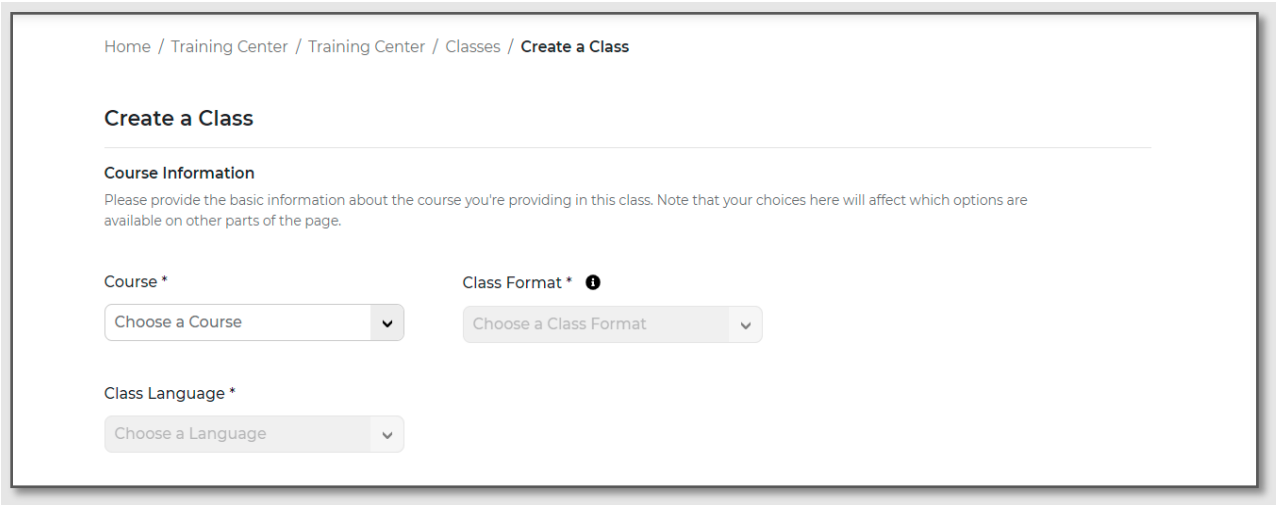 Home / Training Center / Training Center / Classes / Create a Class
Create a Class
Course Information
Please provide the basic information about the course you're providing in this class. Note that your choices here will affect which options are
available on other parts of the page.
Course *
Class Format *
Choose a Course
Choose a Class Format
Class Language *
Choose a Language